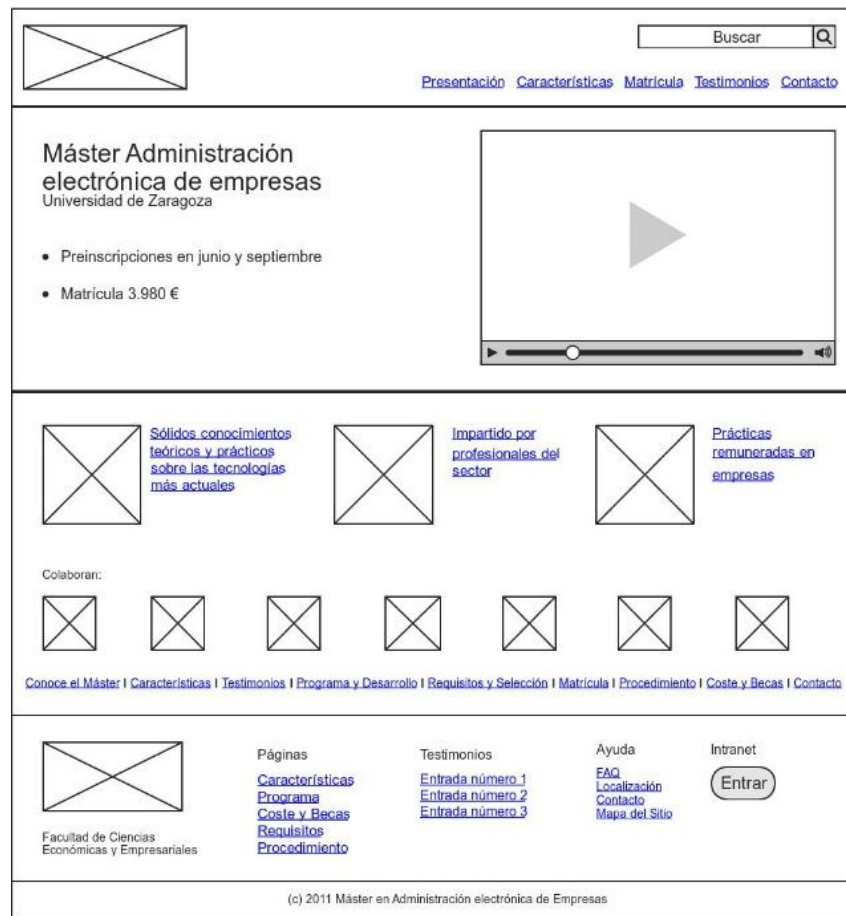 Buscar
Presentación Características Matrícula Testimonios Contacto
Máster Administración
electrónica de empresas
Universidad de Zaragoza
• Preinscripciones en junio y septiembre
• Matrícula 3.980 €
Sólidos conocimientos
teóricos y prácticos
sobre las tecnologías
más actuales
Impartido por
profesionales del
sector
Prácticas
remuneradas en
empresas
Colaboran:
Conoce el Máster I Características I Testimonios I Programa y Desarrollo I Requisitos y Selección I Matrícula I Procedimiento I Coste y Becas I Contacto
Facultad de Ciencias
Económicas y Empresariales
Páginas
Características
Programa
Coste y Becas
Requisitos
Procedimiento
Testimonios
Entrada número 1
Entrada número 2
Entrada número 3
Ayuda
FAQ
Localización
Contacto
Mapa del Sitio
Intranet
Entrar
(c) 2011 Máster en Administración electrónica de Empresas